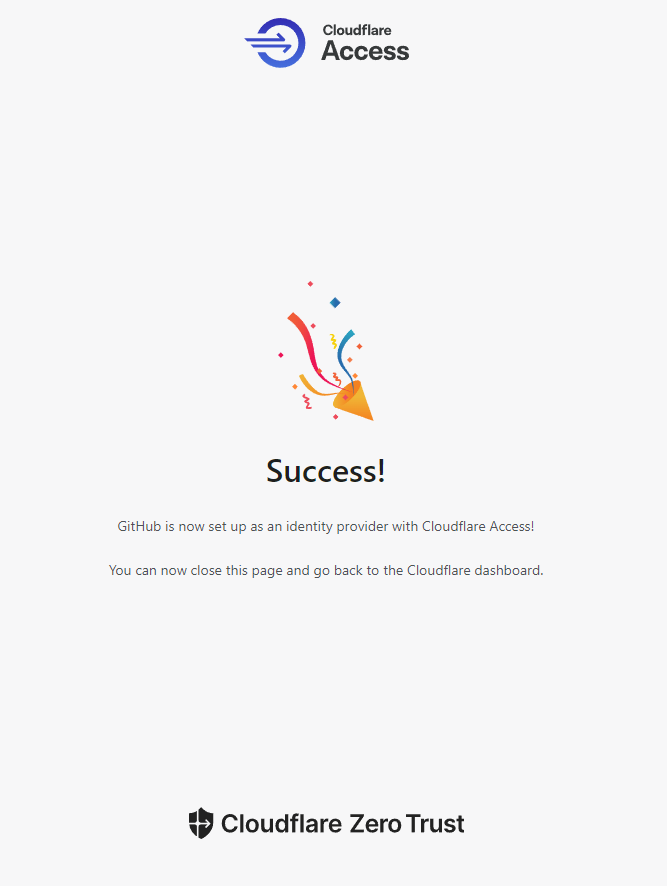 Cloudflare
Access
Success!
GitHub is now set up as an identity provider with Cloudflare Access!
You can now close this page and go back to the Cloudflare dashboard.
Cloudflare Zero Trust